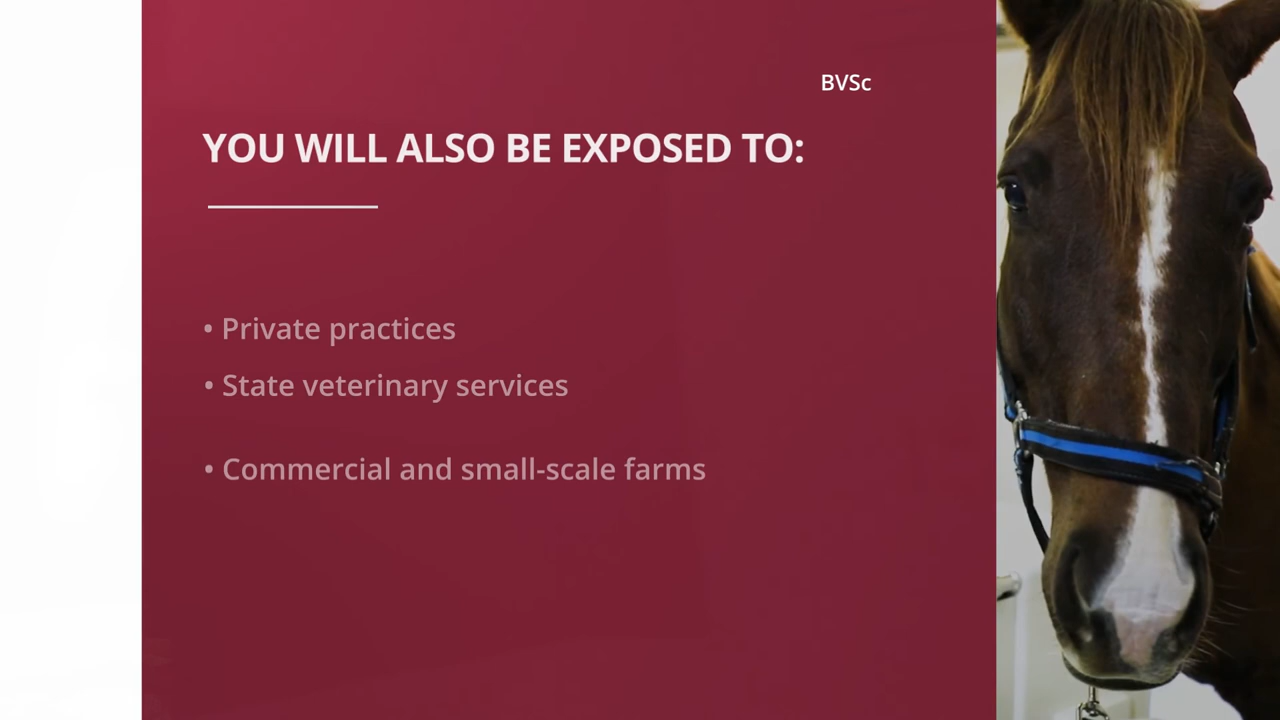 BVSc
YOU WILL ALSO BE EXPOSED TO:
• Private practices
• State veterinary services
• Commercial and small-scale farms